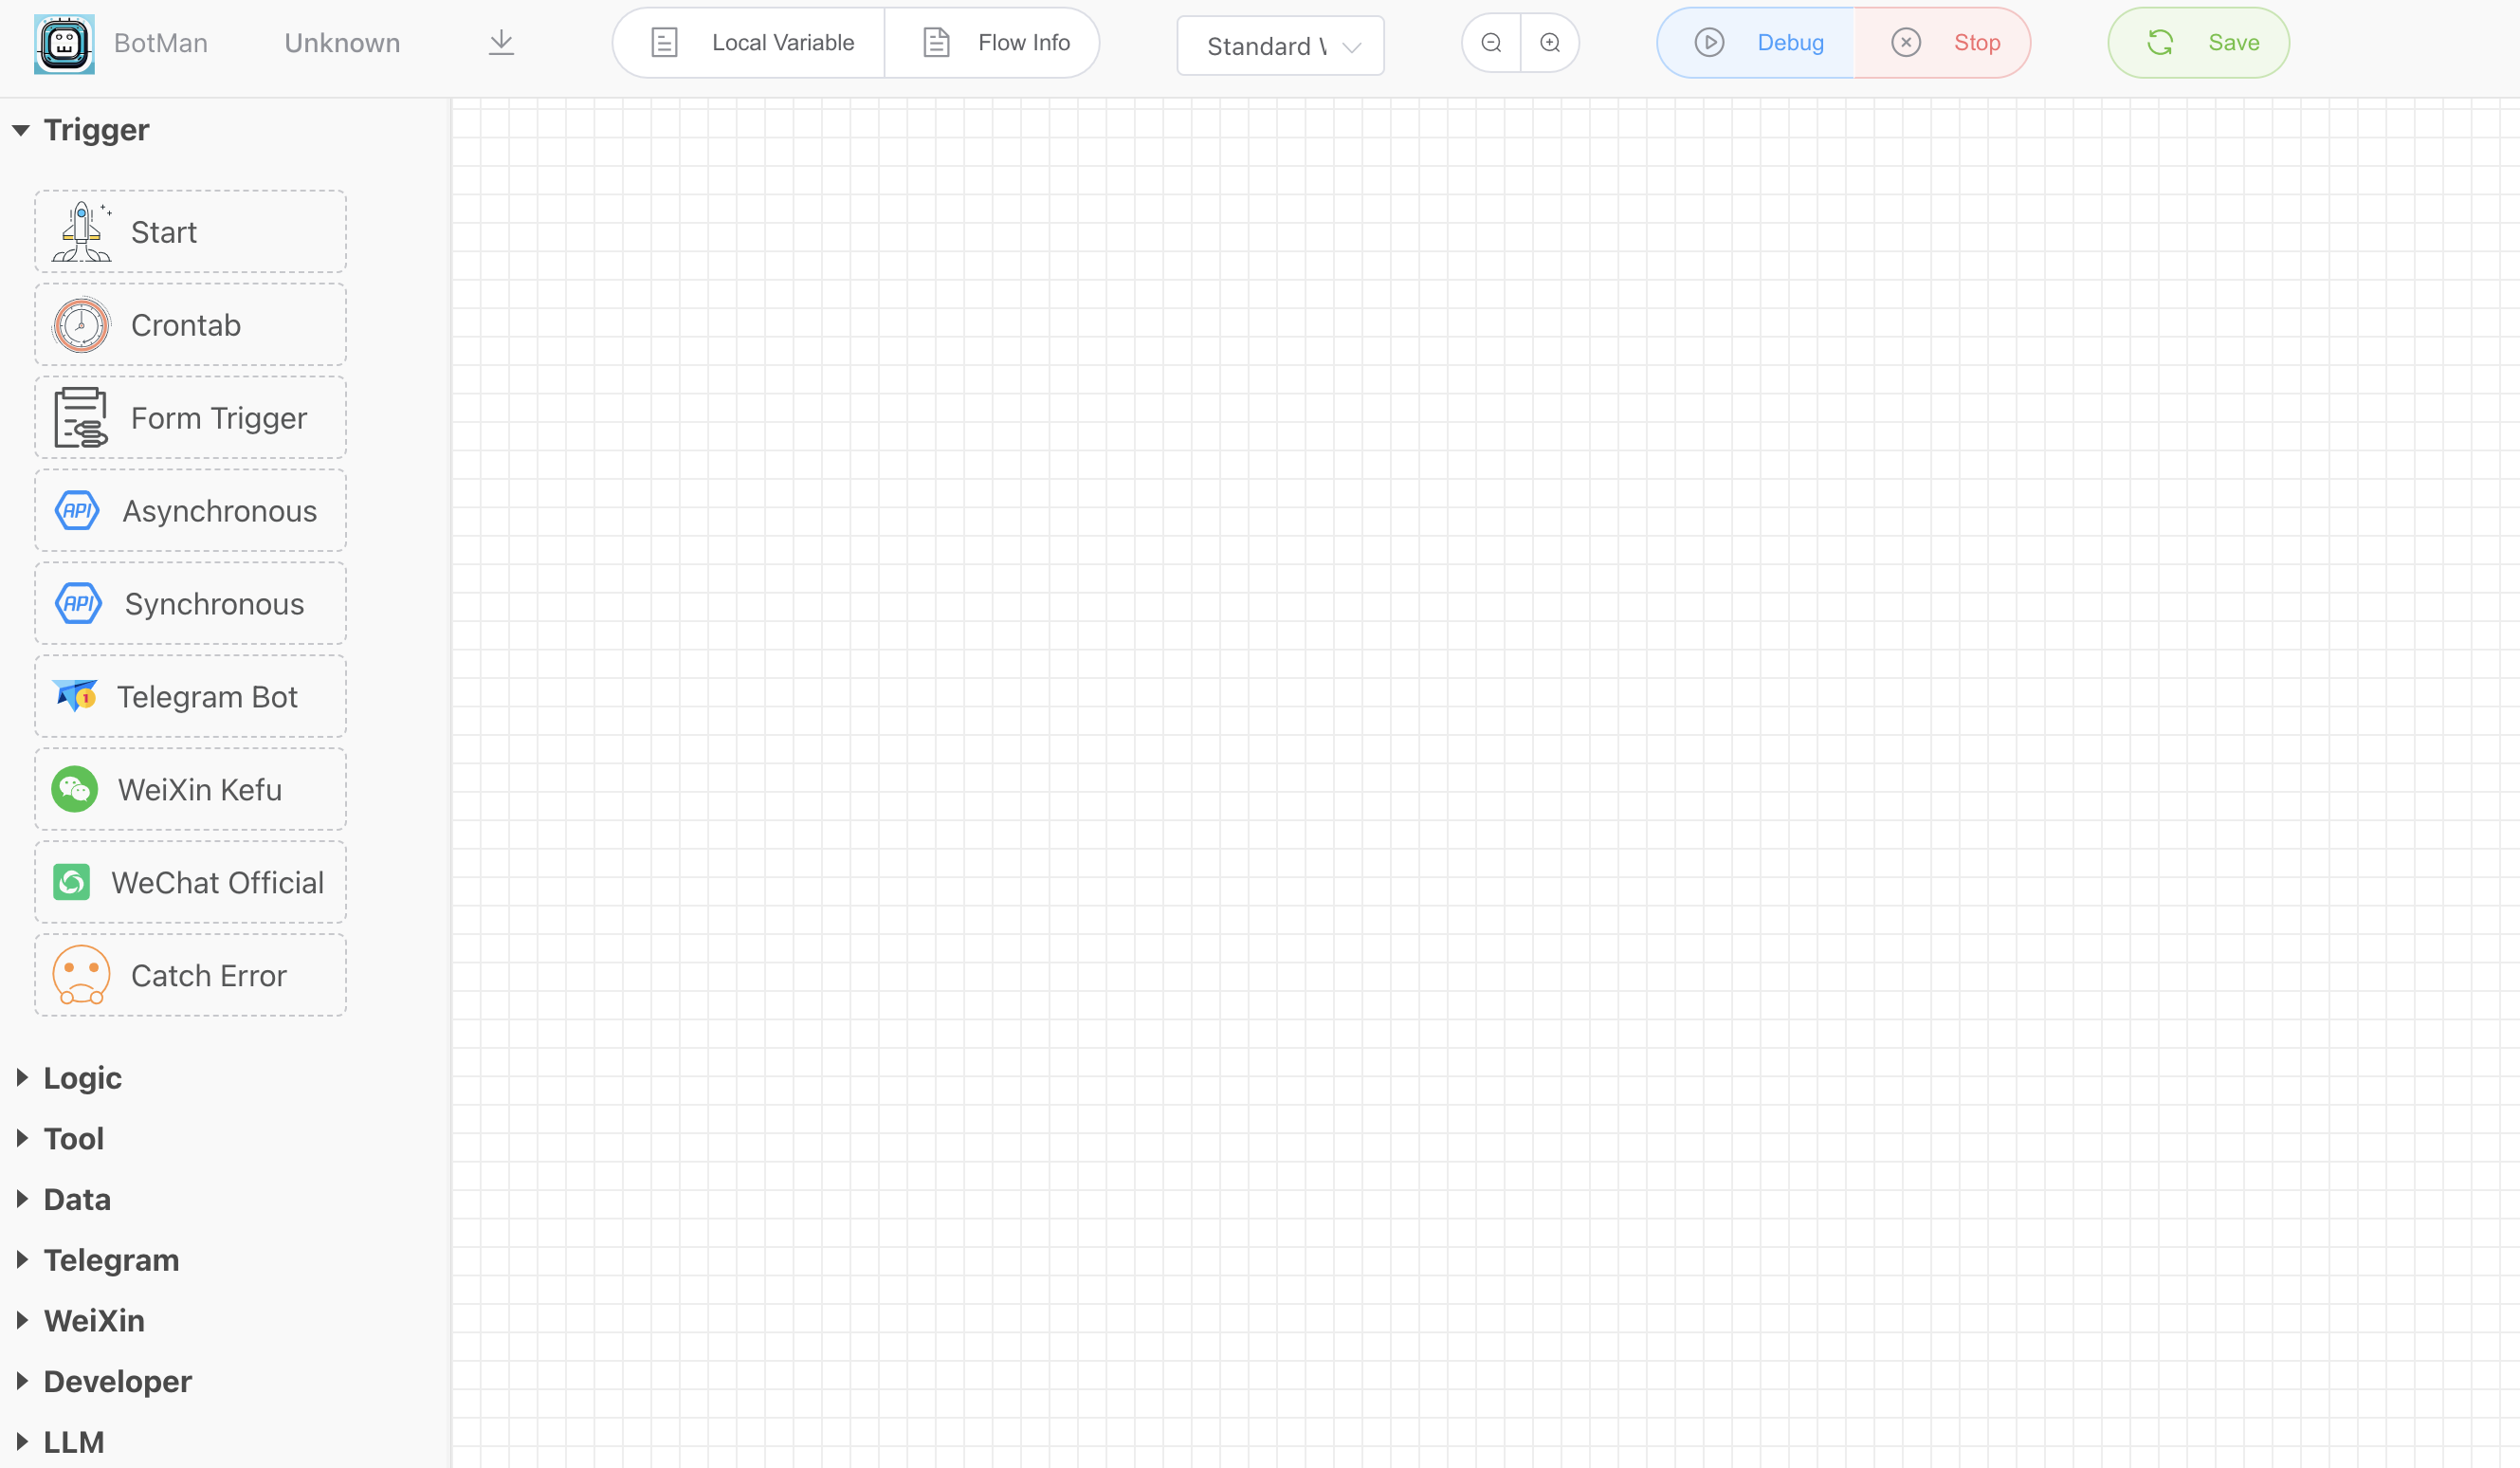 BotMan Unknown Local Variable Flow Info Standard Debug Stop Save
Trigger
Start
Crontab
Form Trigger
API Asynchronous
API Synchronous
1 Telegram Bot
WeiXin Kefu
WeChat Official
Catch Error
Logic
Tool
Data
Telegram
WeiXin
Developer
LLM